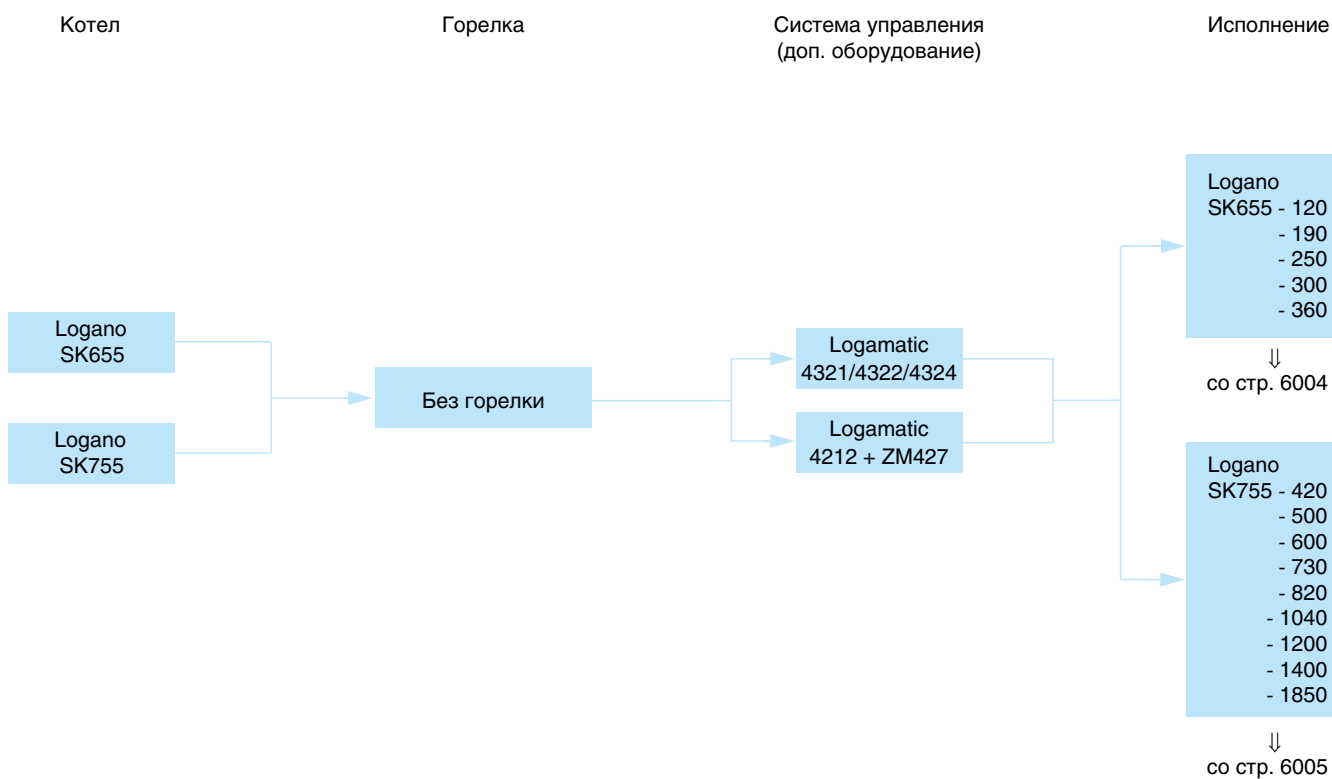 Котел
Горелка
Система управления
(доп. оборудование)
Исполнение
Logano
SK655
Logano
SK755
Без горелки
Logamatic
4321/4322/4324
Logamatic
4212 + ZM427
Logano
SK655 - 120
- 190
- 250
- 300
- 360
⇓
со стр. 6004
Logano
SK755 - 420
- 500
- 600
- 730
- 820
- 1040
- 1200
- 1400
- 1850
⇓
со стр. 6005